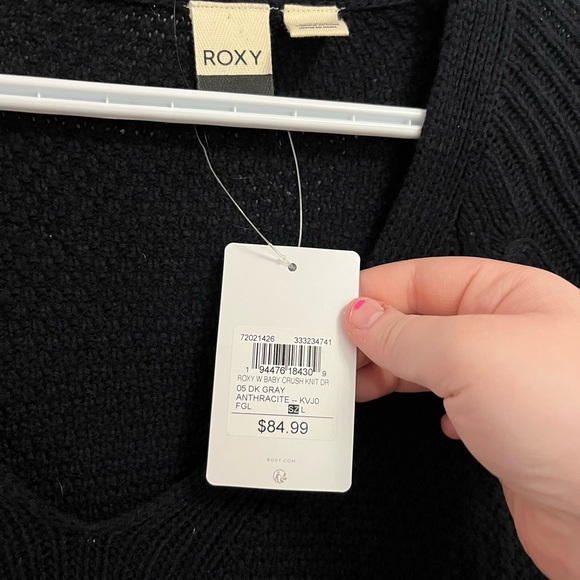 ROXY
72021426 333234741
1 94476 18430 9
ROXY W BABY CRUSH KNIT DR
05 DK GRAY
ANTHRACITE -- KVJ0
FGL SZ L
$84.99
ROXY.COM